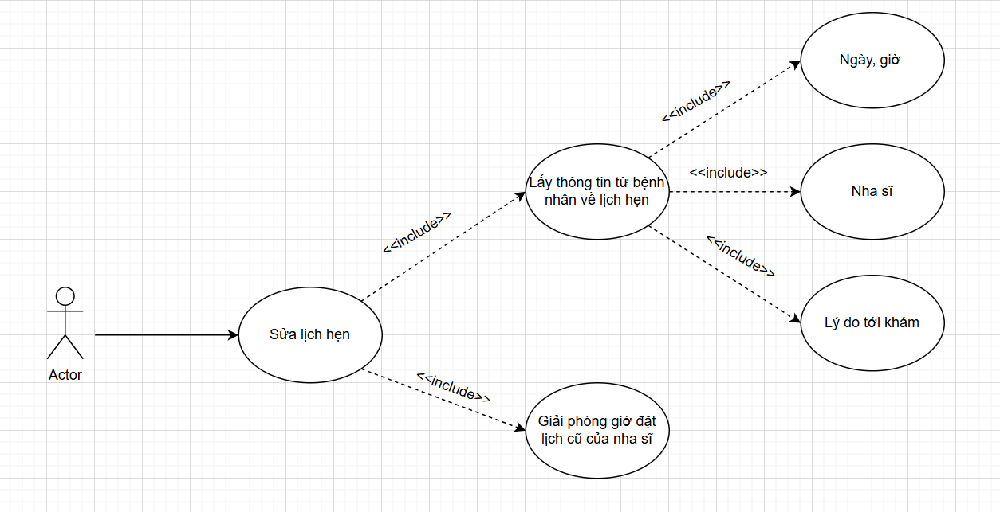 Ngày, giờ
<<include>>
Lấy thông tin từ bệnh
nhân về lịch hẹn
<<include>>
Nha sĩ
<<include>>
<<include>>
Lý do tới khám
Sửa lịch hẹn
Actor
<<include>>
Giải phóng giờ đặt
lịch cũ của nha sĩ